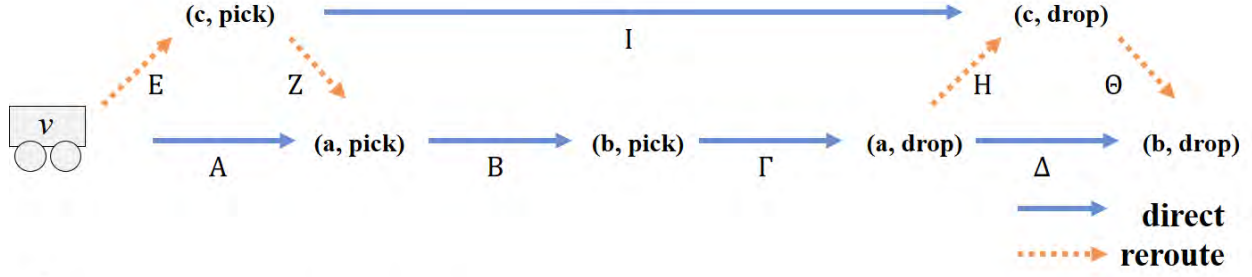 (c, pick) (c, drop)
Ι
Ε Ζ Η Θ
v
(a, pick) (b, pick) (a, drop) (b, drop)
Α Β Γ Δ
direct
reroute